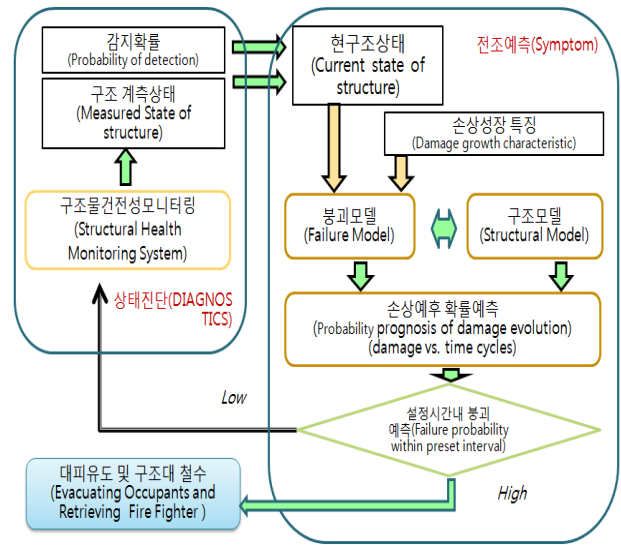 감지확률
(Probability of detection)
구조 계측상태
(Measured State of
structure)
구조물건전성모니터링
(Structural Health
Monitoring System)
상태진단(DIAGNOS
TICS)
현구조상태
(Current state of
structure)
전조예측(Symptom)
손상성장 특징
(Damage growth characteristic)
붕괴모델
(Failure Model)
구조모델
(Structural Model)
손상예후 확률예측
(Probability prognosis of damage evolution)
(damage vs. time cycles)
설정시간내 붕괴
예측(Failure probability
within preset interval)
Low
High
대피유도 및 구조대 철수
(Evacuating Occupants and
Retrieving Fire Fighter )